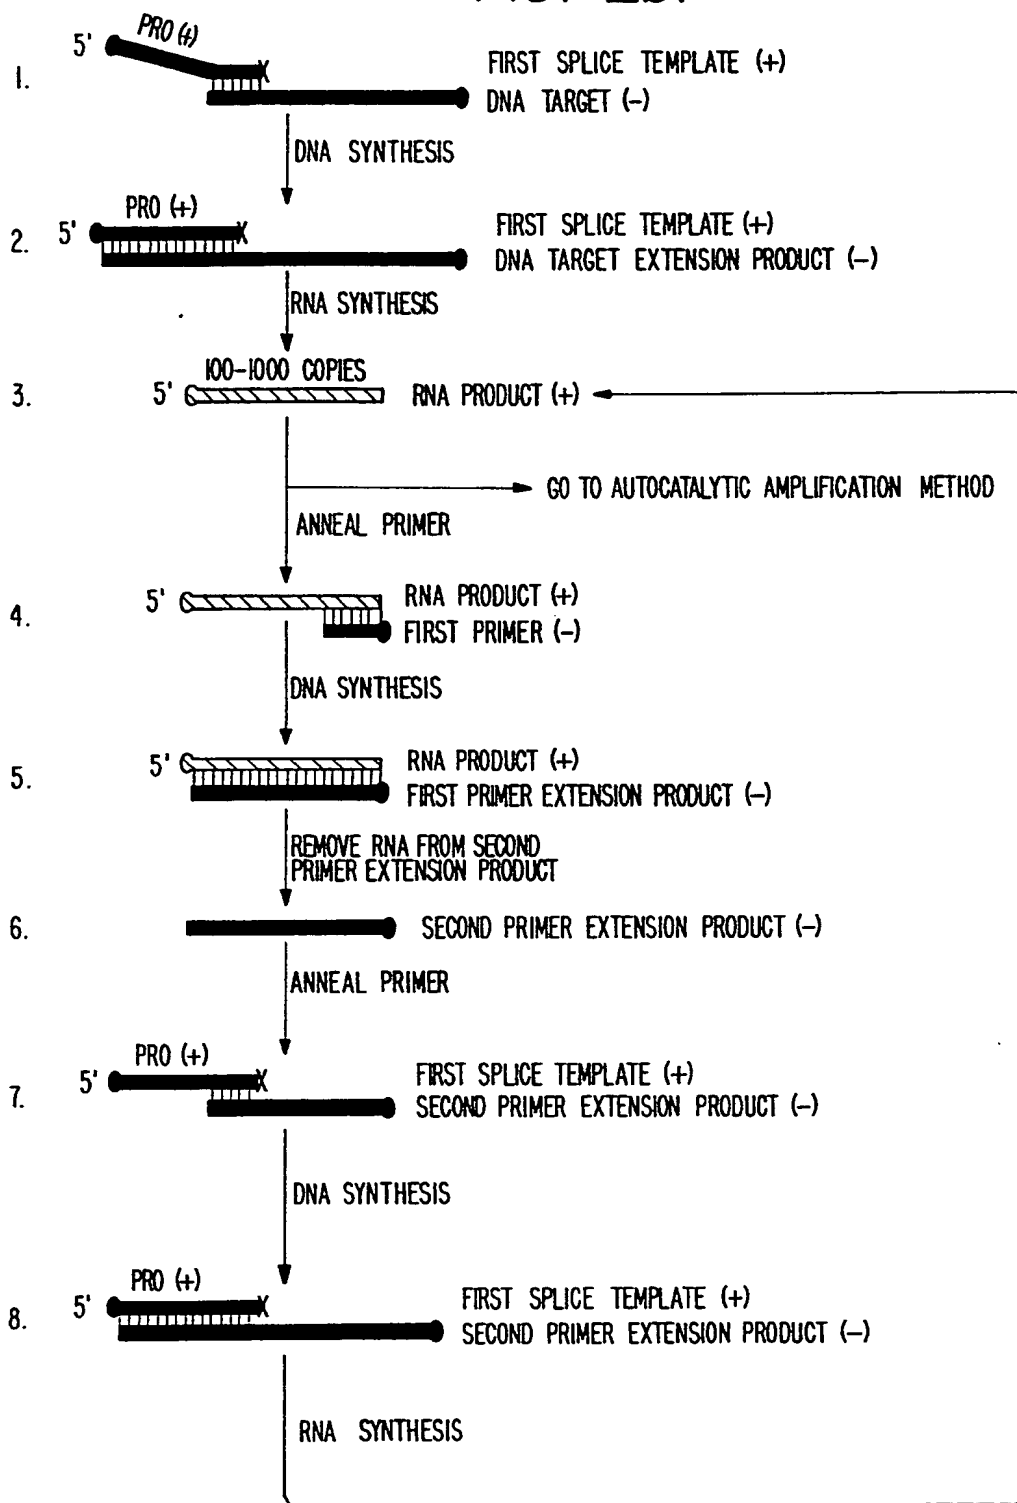 5' PRO (+)
1. FIRST SPLICE TEMPLATE (+)
DNA TARGET (-)
DNA SYNTHESIS
PRO (+)
2. 5' FIRST SPLICE TEMPLATE (+)
DNA TARGET EXTENSION PRODUCT (-)
RNA SYNTHESIS
100-1000 COPIES
3. 5' RNA PRODUCT (+)
GO TO AUTOCATALYTIC AMPLIFICATION METHOD
ANNEAL PRIMER
4. 5' RNA PRODUCT (+)
FIRST PRIMER (-)
DNA SYNTHESIS
5. 5' RNA PRODUCT (+)
FIRST PRIMER EXTENSION PRODUCT (-)
REMOVE RNA FROM SECOND
PRIMER EXTENSION PRODUCT
6. SECOND PRIMER EXTENSION PRODUCT (-)
ANNEAL PRIMER
PRO (+)
7. 5' X FIRST SPLICE TEMPLATE (+)
SECOND PRIMER EXTENSION PRODUCT (-)
DNA SYNTHESIS
PRO (+)
8. 5' X FIRST SPLICE TEMPLATE (+)
SECOND PRIMER EXTENSION PRODUCT (-)
RNA SYNTHESIS